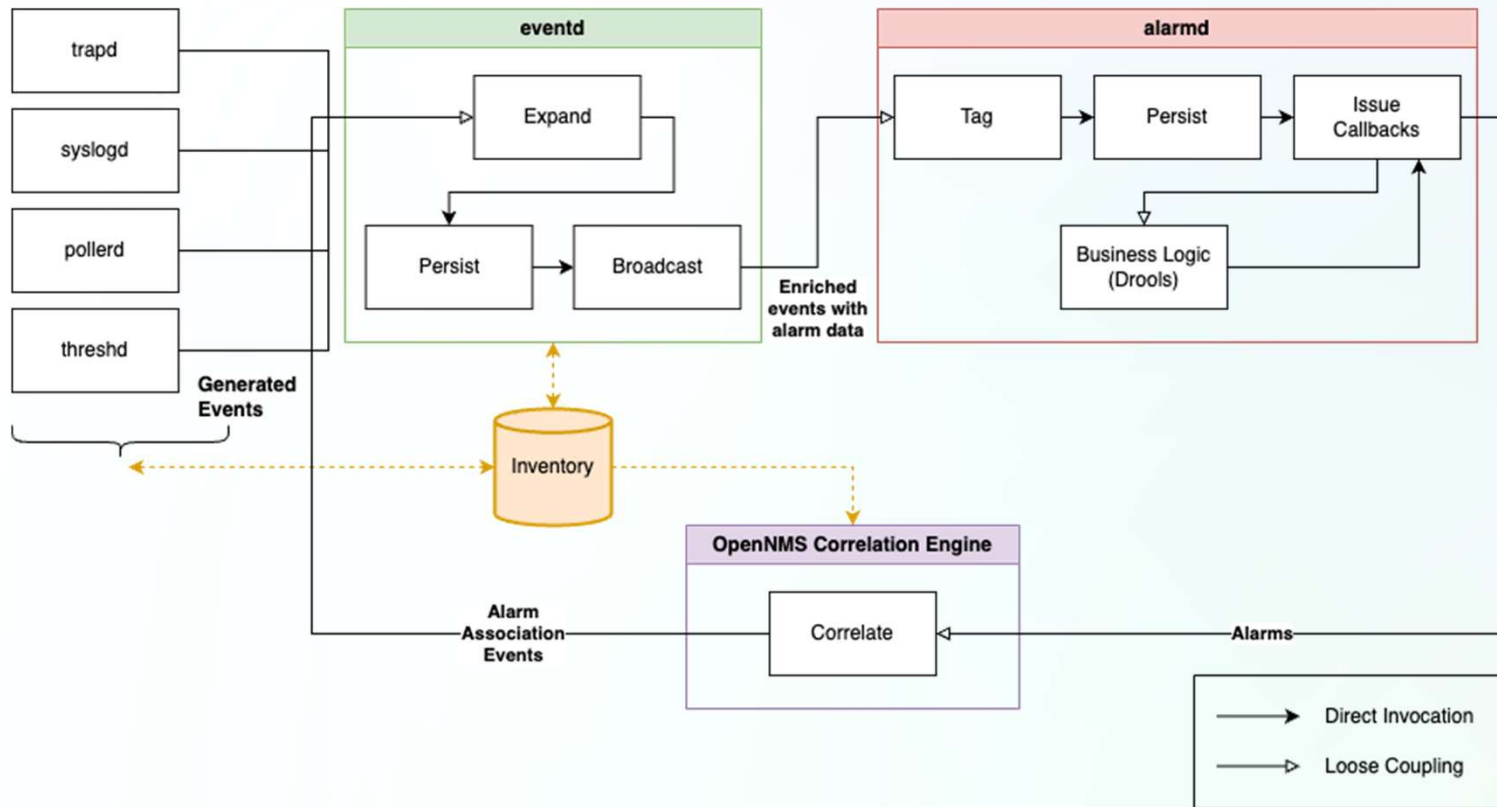 trapd
syslogd
pollerd
threshd
Generated
Events
eventd
Expand
Persist
Broadcast
Enriched
events with
alarm data
alarmd
Tag
Persist
Issue
Callbacks
Business Logic
(Drools)
Inventory
OpenNMS Correlation Engine
Correlate
Alarm
Association
Events
Alarms
Direct Invocation
Loose Coupling